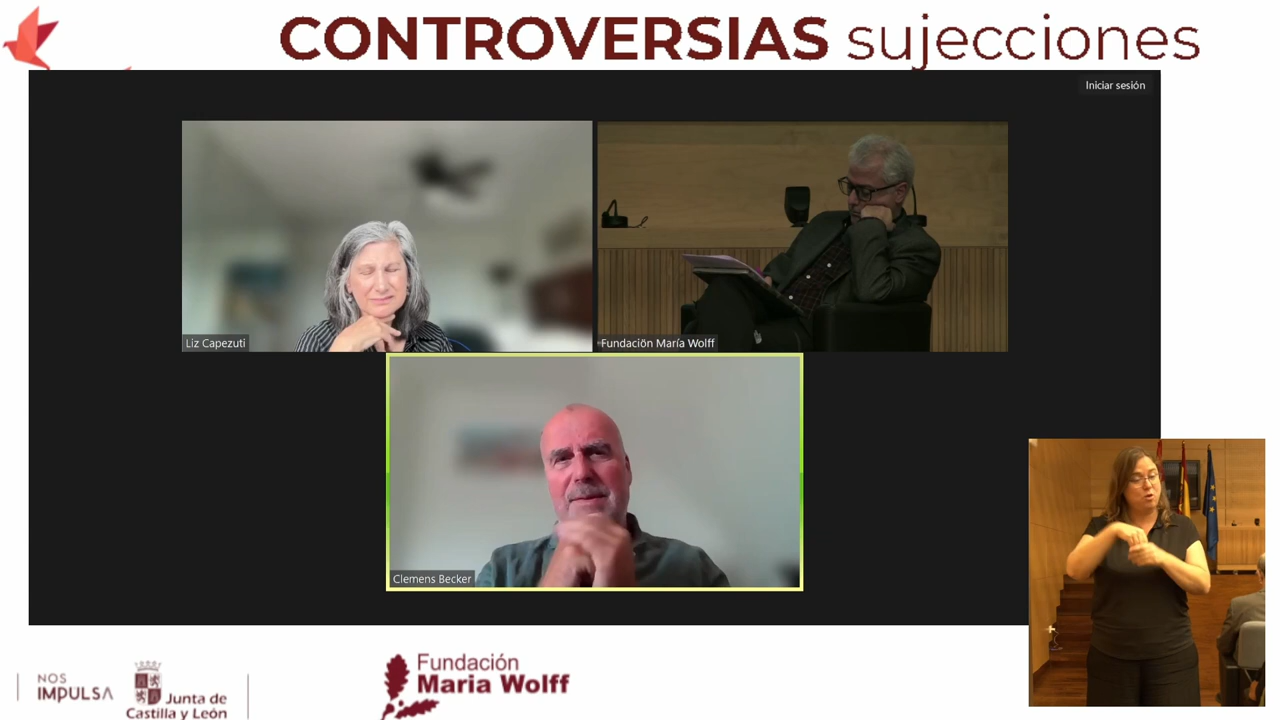 CONTROVERSIAS sujecciones
Iniciar sesión
Liz Capezuti
Fundaciön María Wolff
Clemens Becker
NOS
IMPULSA
Junta de
Castilla y León
Fundación
Maria Wolff